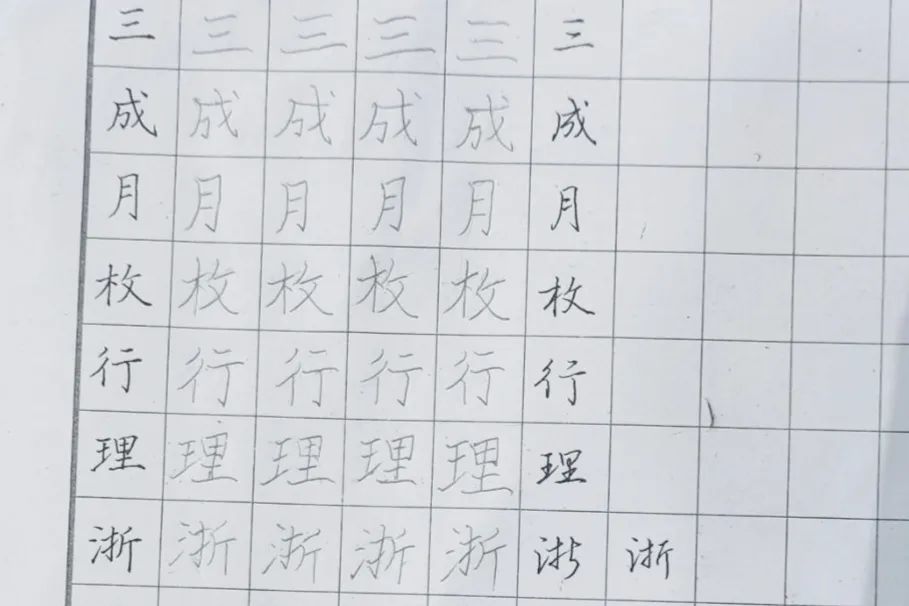 三 三 三 三 三 三
成 成 成 成 成 成
月 月 月 月 月 月
枚 枚 枚 枚 枚 枚
行 行 行 行 行 行
理 理 理 理 理 理
浙 浙 浙 浙 浙 浙 浙